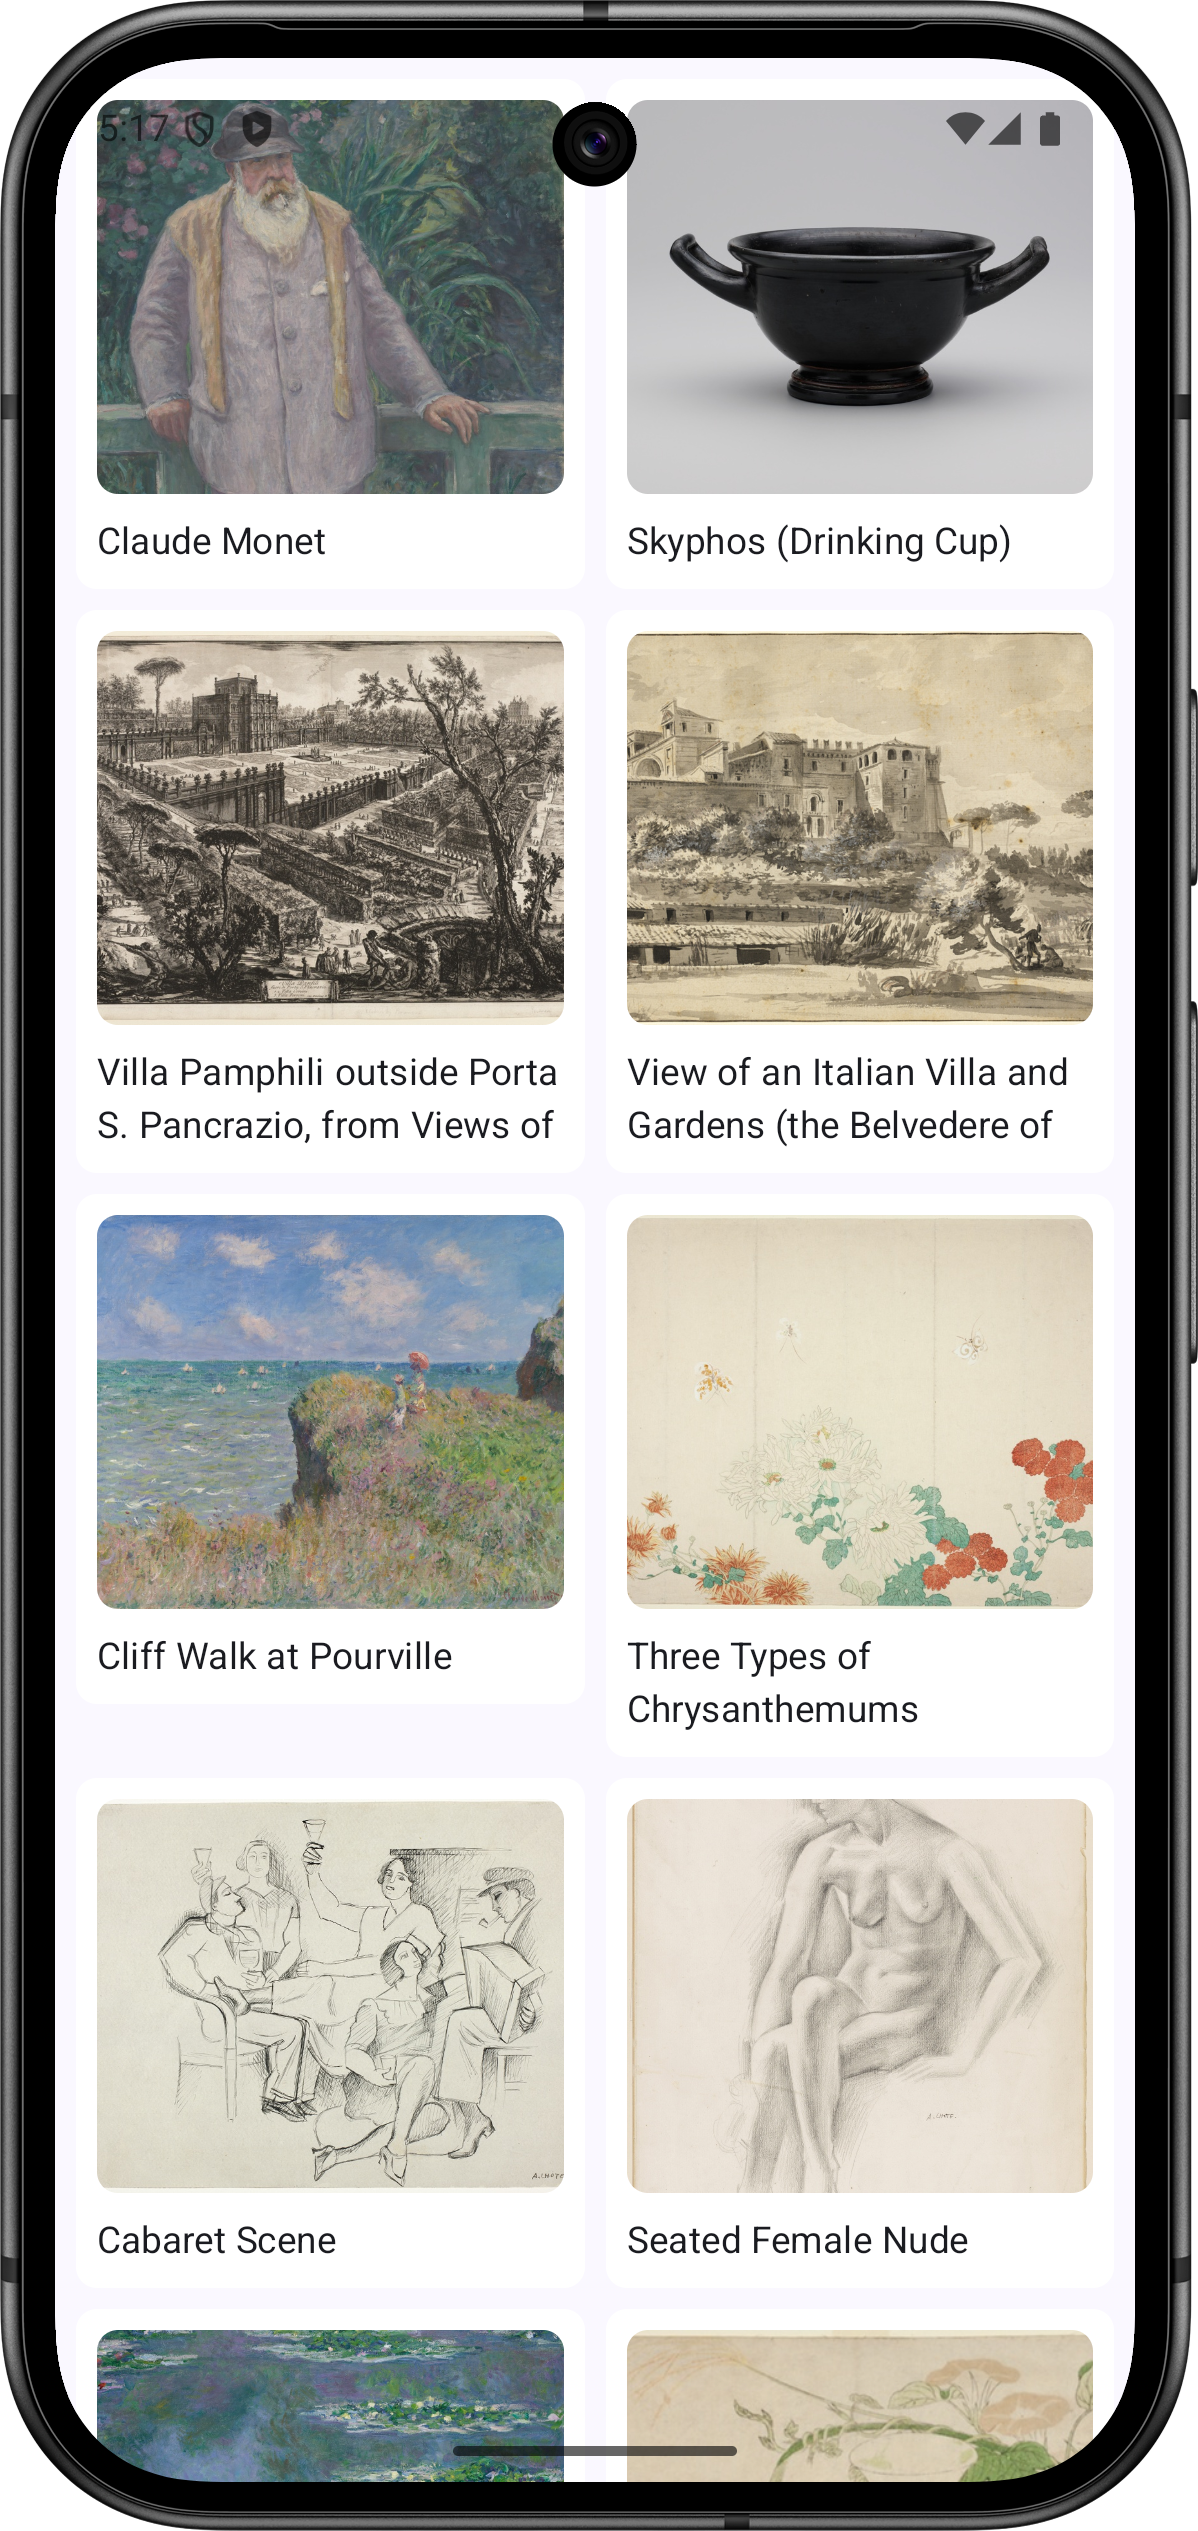 5:17
Claude Monet
Skyphos (Drinking Cup)
Villa Pamphili outside Porta
S. Pancrazio, from Views of
View of an Italian Villa and
Gardens (the Belvedere of
Cliff Walk at Pourville
Three Types of
Chrysanthemums
A. LHOTE
A. LHOTE.
Cabaret Scene
Seated Female Nude